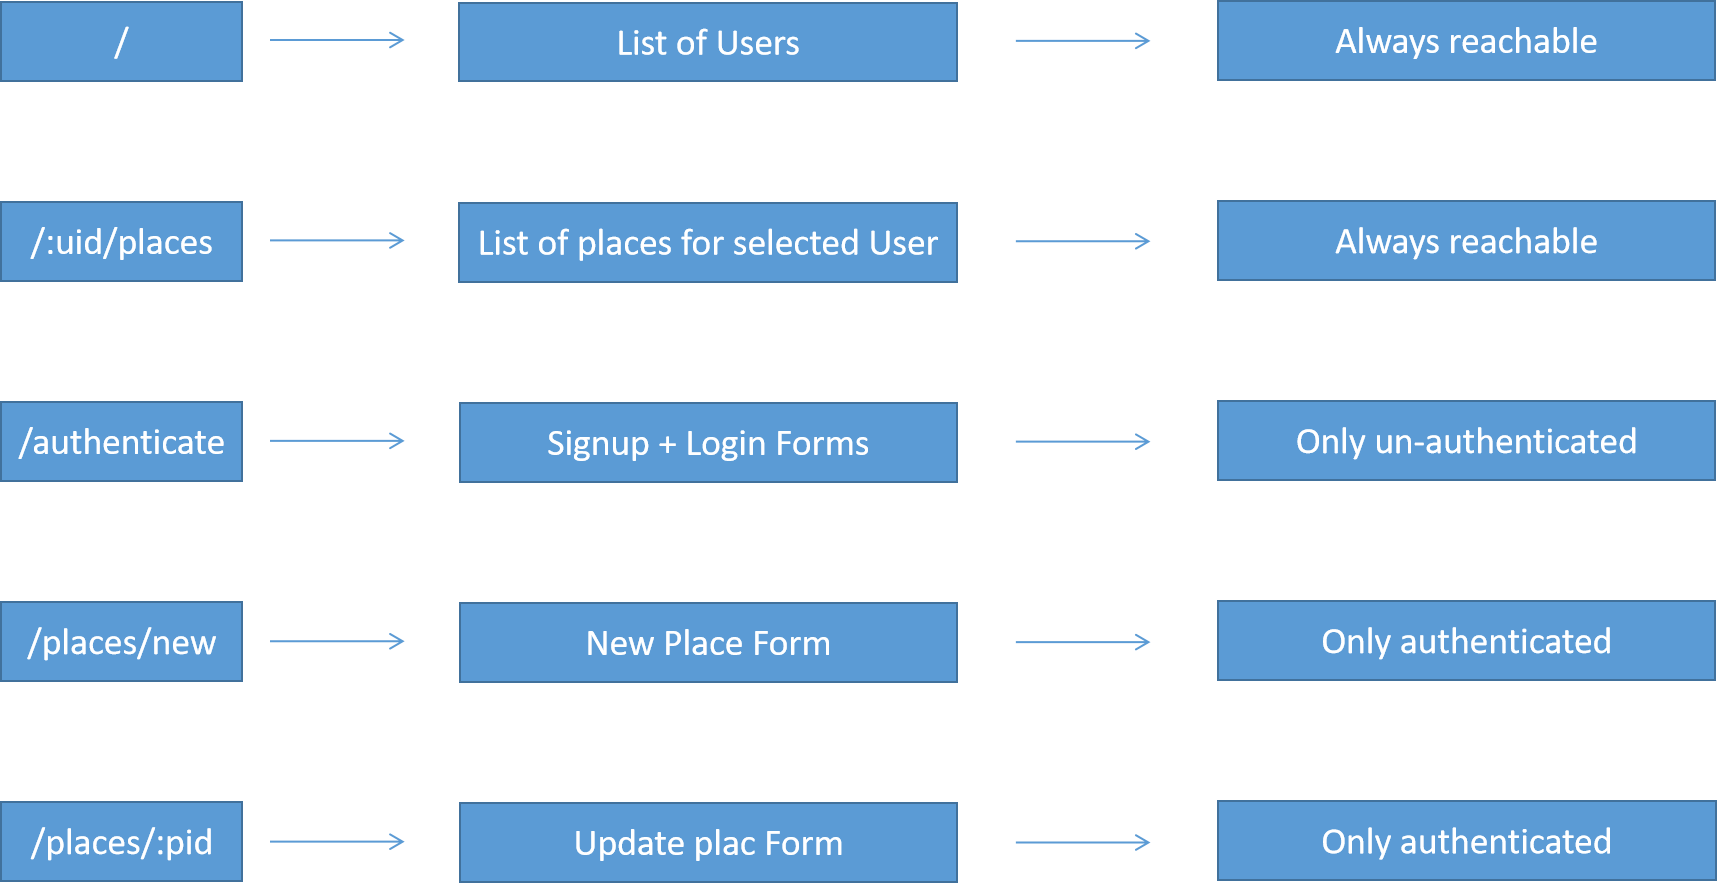 /
List of Users
Always reachable
/:uid/places
List of places for selected User
Always reachable
/authenticate
Signup + Login Forms
Only un-authenticated
/places/new
New Place Form
Only authenticated
/places/:pid
Update plac Form
Only authenticated